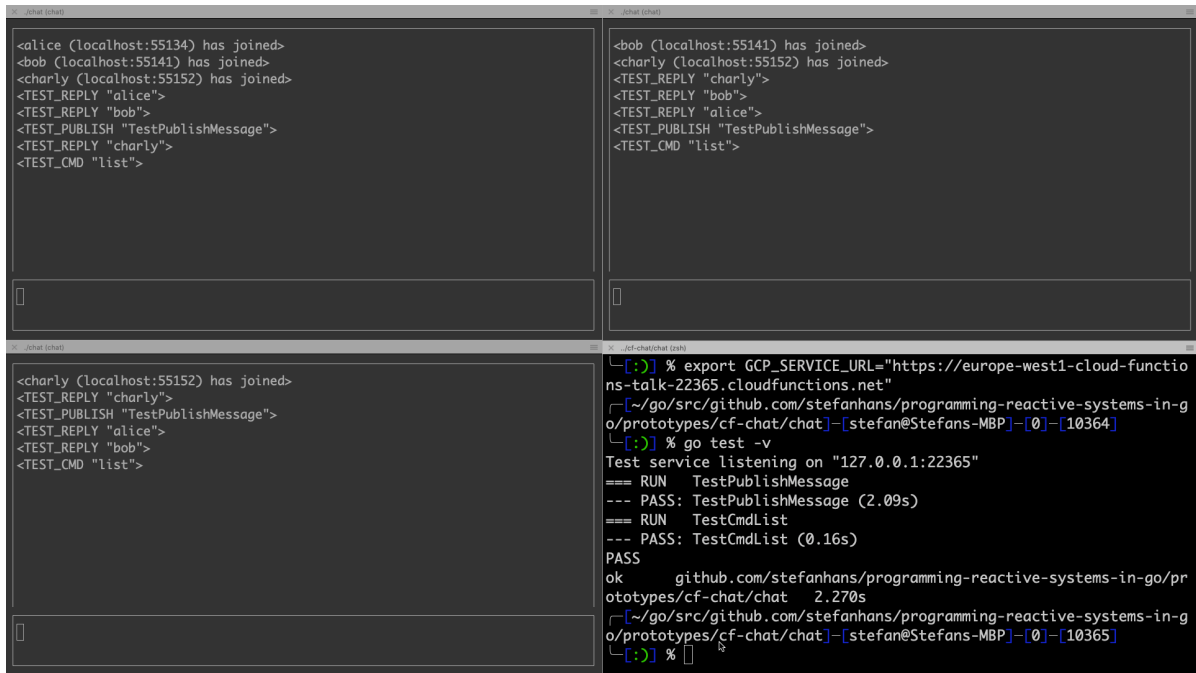 ./chat (chat)
<alice (localhost:55134) has joined>
<bob (localhost:55141) has joined>
<charly (localhost:55152) has joined>
<TEST_REPLY "alice">
<TEST_REPLY "bob">
<TEST_PUBLISH "TestPublishMessage">
<TEST_REPLY "charly">
<TEST_CMD "list">
./chat (chat)
<bob (localhost:55141) has joined>
<charly (localhost:55152) has joined>
<TEST_REPLY "charly">
<TEST_REPLY "bob">
<TEST_REPLY "alice">
<TEST_PUBLISH "TestPublishMessage">
<TEST_CMD "list">
./chat (chat)
<charly (localhost:55152) has joined>
<TEST_REPLY "charly">
<TEST_PUBLISH "TestPublishMessage">
<TEST_REPLY "alice">
<TEST_REPLY "bob">
<TEST_CMD "list">
../cf-chat/chat (zsh)
╰─[:)] % export GCP_SERVICE_URL="https://europe-west1-cloud-functio
ns-talk-22365.cloudfunctions.net"
╭─[~/go/src/github.com/stefanhans/programming-reactive-systems-in-g
o/prototypes/cf-chat/chat]-[stefan@Stefans-MBP]-[0]-[10364]
╰─[:)] % go test -v
Test service listening on "127.0.0.1:22365"
=== RUN   TestPublishMessage
--- PASS: TestPublishMessage (2.09s)
=== RUN   TestCmdList
--- PASS: TestCmdList (0.16s)
PASS
ok      github.com/stefanhans/programming-reactive-systems-in-go/pr
ototypes/cf-chat/chat   2.270s
╭─[~/go/src/github.com/stefanhans/programming-reactive-systems-in-g
o/prototypes/cf-chat/chat]-[stefan@Stefans-MBP]-[0]-[10365]
╰─[:)] %